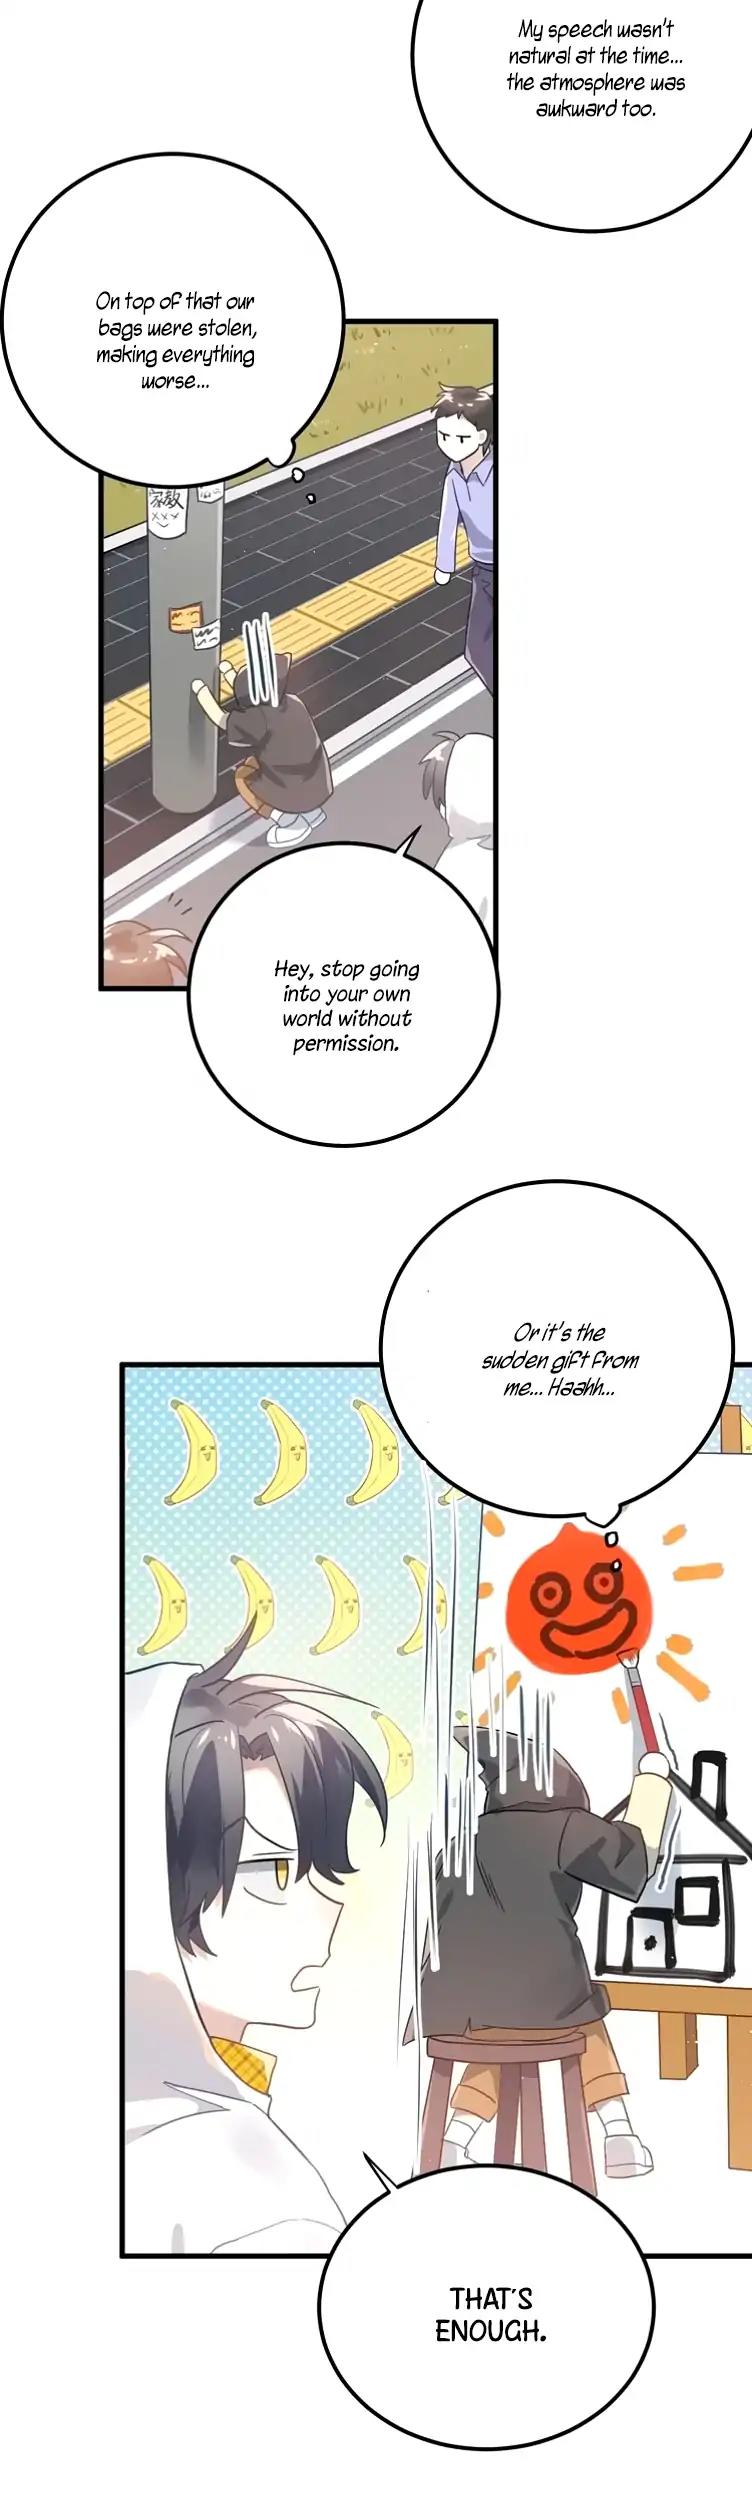 My speech wasn't
natural at the time...
the atmosphere was
awkward too.
On top of that our
bags were stolen,
making everything
worse...
家教
×××
Hey, stop going
into your own
world without
permission.
Or it's the
sudden gift from
me... Haahh...
THAT'S
ENOUGH.